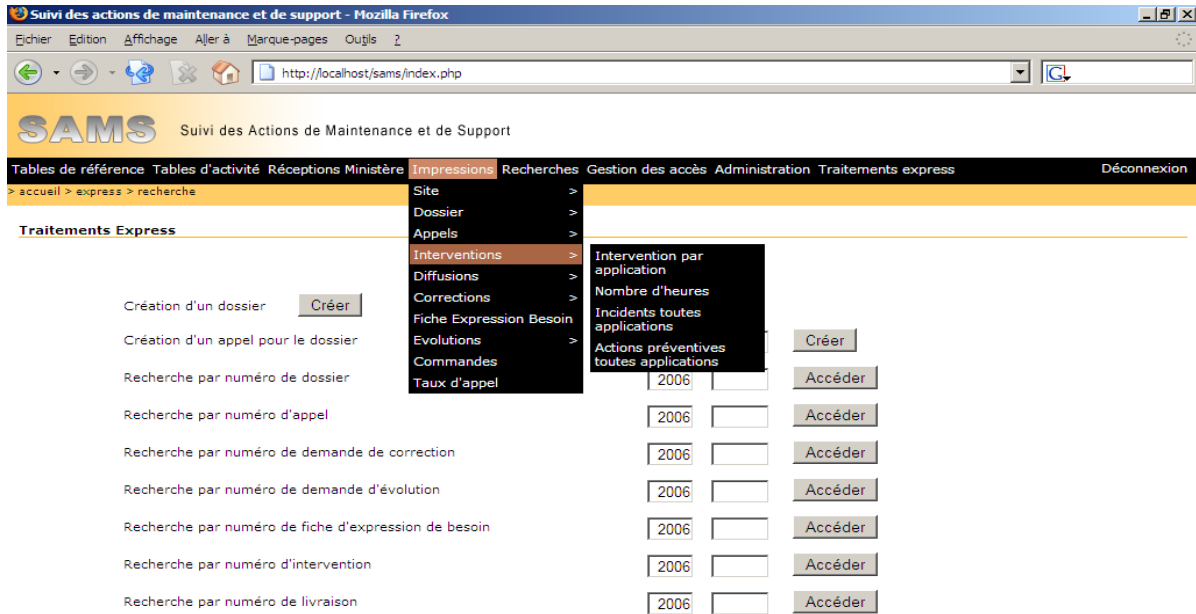 Suivi des actions de maintenance et de support - Mozilla Firefox
Fichier Edition Affichage Aller à Marque-pages Outils ?
http://localhost/sams/index.php
G
SAMS Suivi des Actions de Maintenance et de Support
Tables de référence Tables d'activité Réceptions Ministère Impressions Recherches Gestion des accès Administration Traitements express Déconnexion
> accueil > express > recherche
Traitements Express
Site >
Dossier >
Appels >
Interventions >
Diffusions >
Corrections >
Fiche Expression Besoin
Evolutions >
Commandes
Taux d'appel
Intervention par
application
Nombre d'heures
Incidents toutes
applications
Actions préventives
toutes applications
Création d'un dossier Créer
Création d'un appel pour le dossier Créer
Recherche par numéro de dossier 2006 Accéder
Recherche par numéro d'appel 2006 Accéder
Recherche par numéro de demande de correction 2006 Accéder
Recherche par numéro de demande d'évolution 2006 Accéder
Recherche par numéro de fiche d'expression de besoin 2006 Accéder
Recherche par numéro d'intervention 2006 Accéder
Recherche par numéro de livraison 2006 Accéder